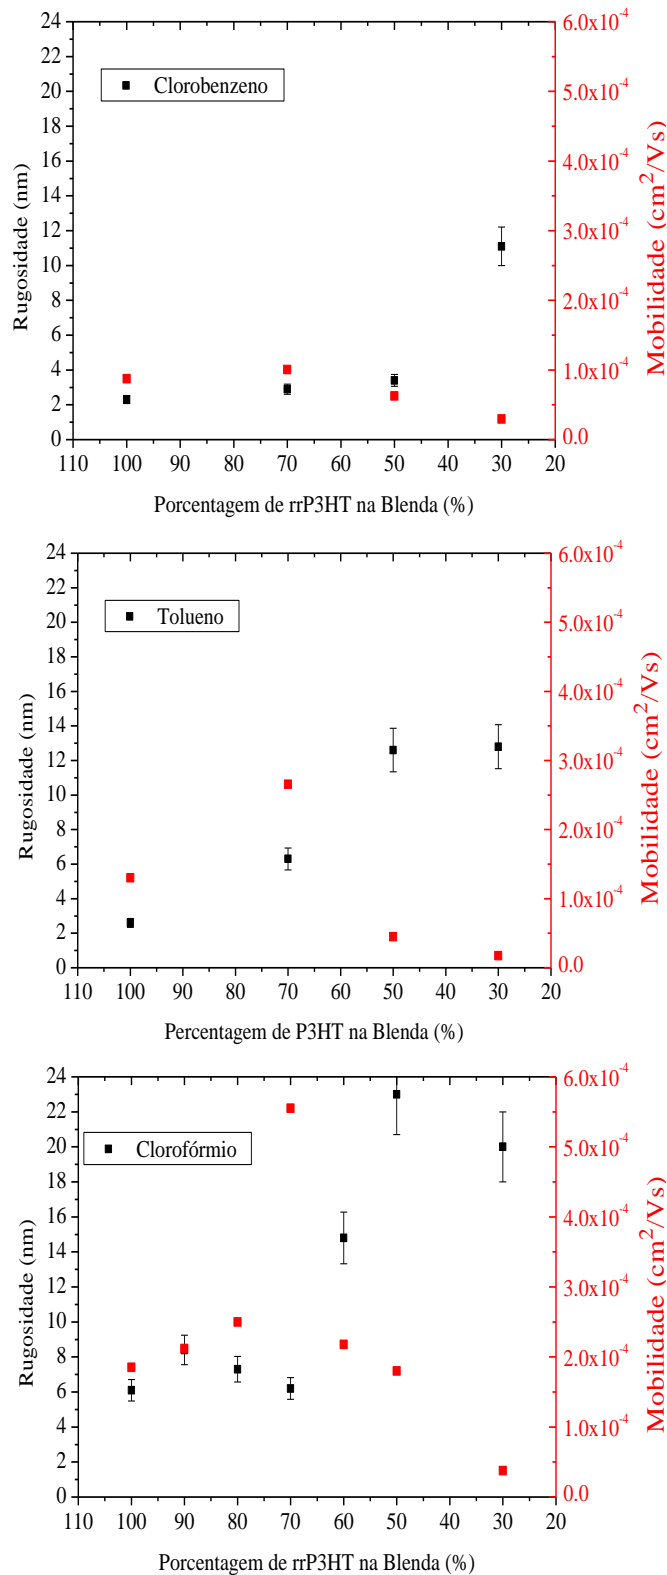 24
22
20
18
16
14
12
10
8
6
4
2
0
Rugosidade (nm)
Clorobenzeno
6.0x10⁻⁴
5.0x10⁻⁴
4.0x10⁻⁴
3.0x10⁻⁴
2.0x10⁻⁴
1.0x10⁻⁴
0.0
Mobilidade (cm²/Vs)
110 100 90 80 70 60 50 40 30 20
Porcentagem de rrP3HT na Blenda (%)
24
22
20
18
16
14
12
10
8
6
4
2
0
Rugosidade (nm)
Tolueno
6.0x10⁻⁴
5.0x10⁻⁴
4.0x10⁻⁴
3.0x10⁻⁴
2.0x10⁻⁴
1.0x10⁻⁴
0.0
Mobilidade (cm²/Vs)
110 100 90 80 70 60 50 40 30 20
Percentagem de P3HT na Blenda (%)
24
22
20
18
16
14
12
10
8
6
4
2
0
Rugosidade (nm)
Clorofórmio
6.0x10⁻⁴
5.0x10⁻⁴
4.0x10⁻⁴
3.0x10⁻⁴
2.0x10⁻⁴
1.0x10⁻⁴
0.0
Mobilidade (cm²/Vs)
110 100 90 80 70 60 50 40 30 20
Porcentagem de rrP3HT na Blenda (%)